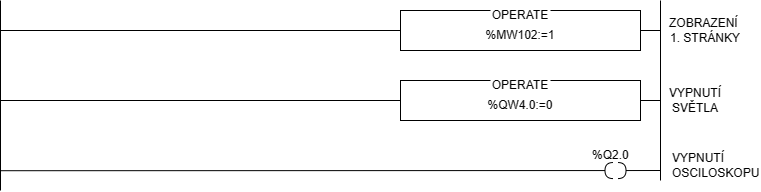 OPERATE
%MW102:=1
ZOBRAZENÍ
1. STRÁNKY
OPERATE
%QW4.0:=0
VYPNUTÍ
SVĚTLA
%Q2.0
VYPNUTÍ
OSCILOSKOPU